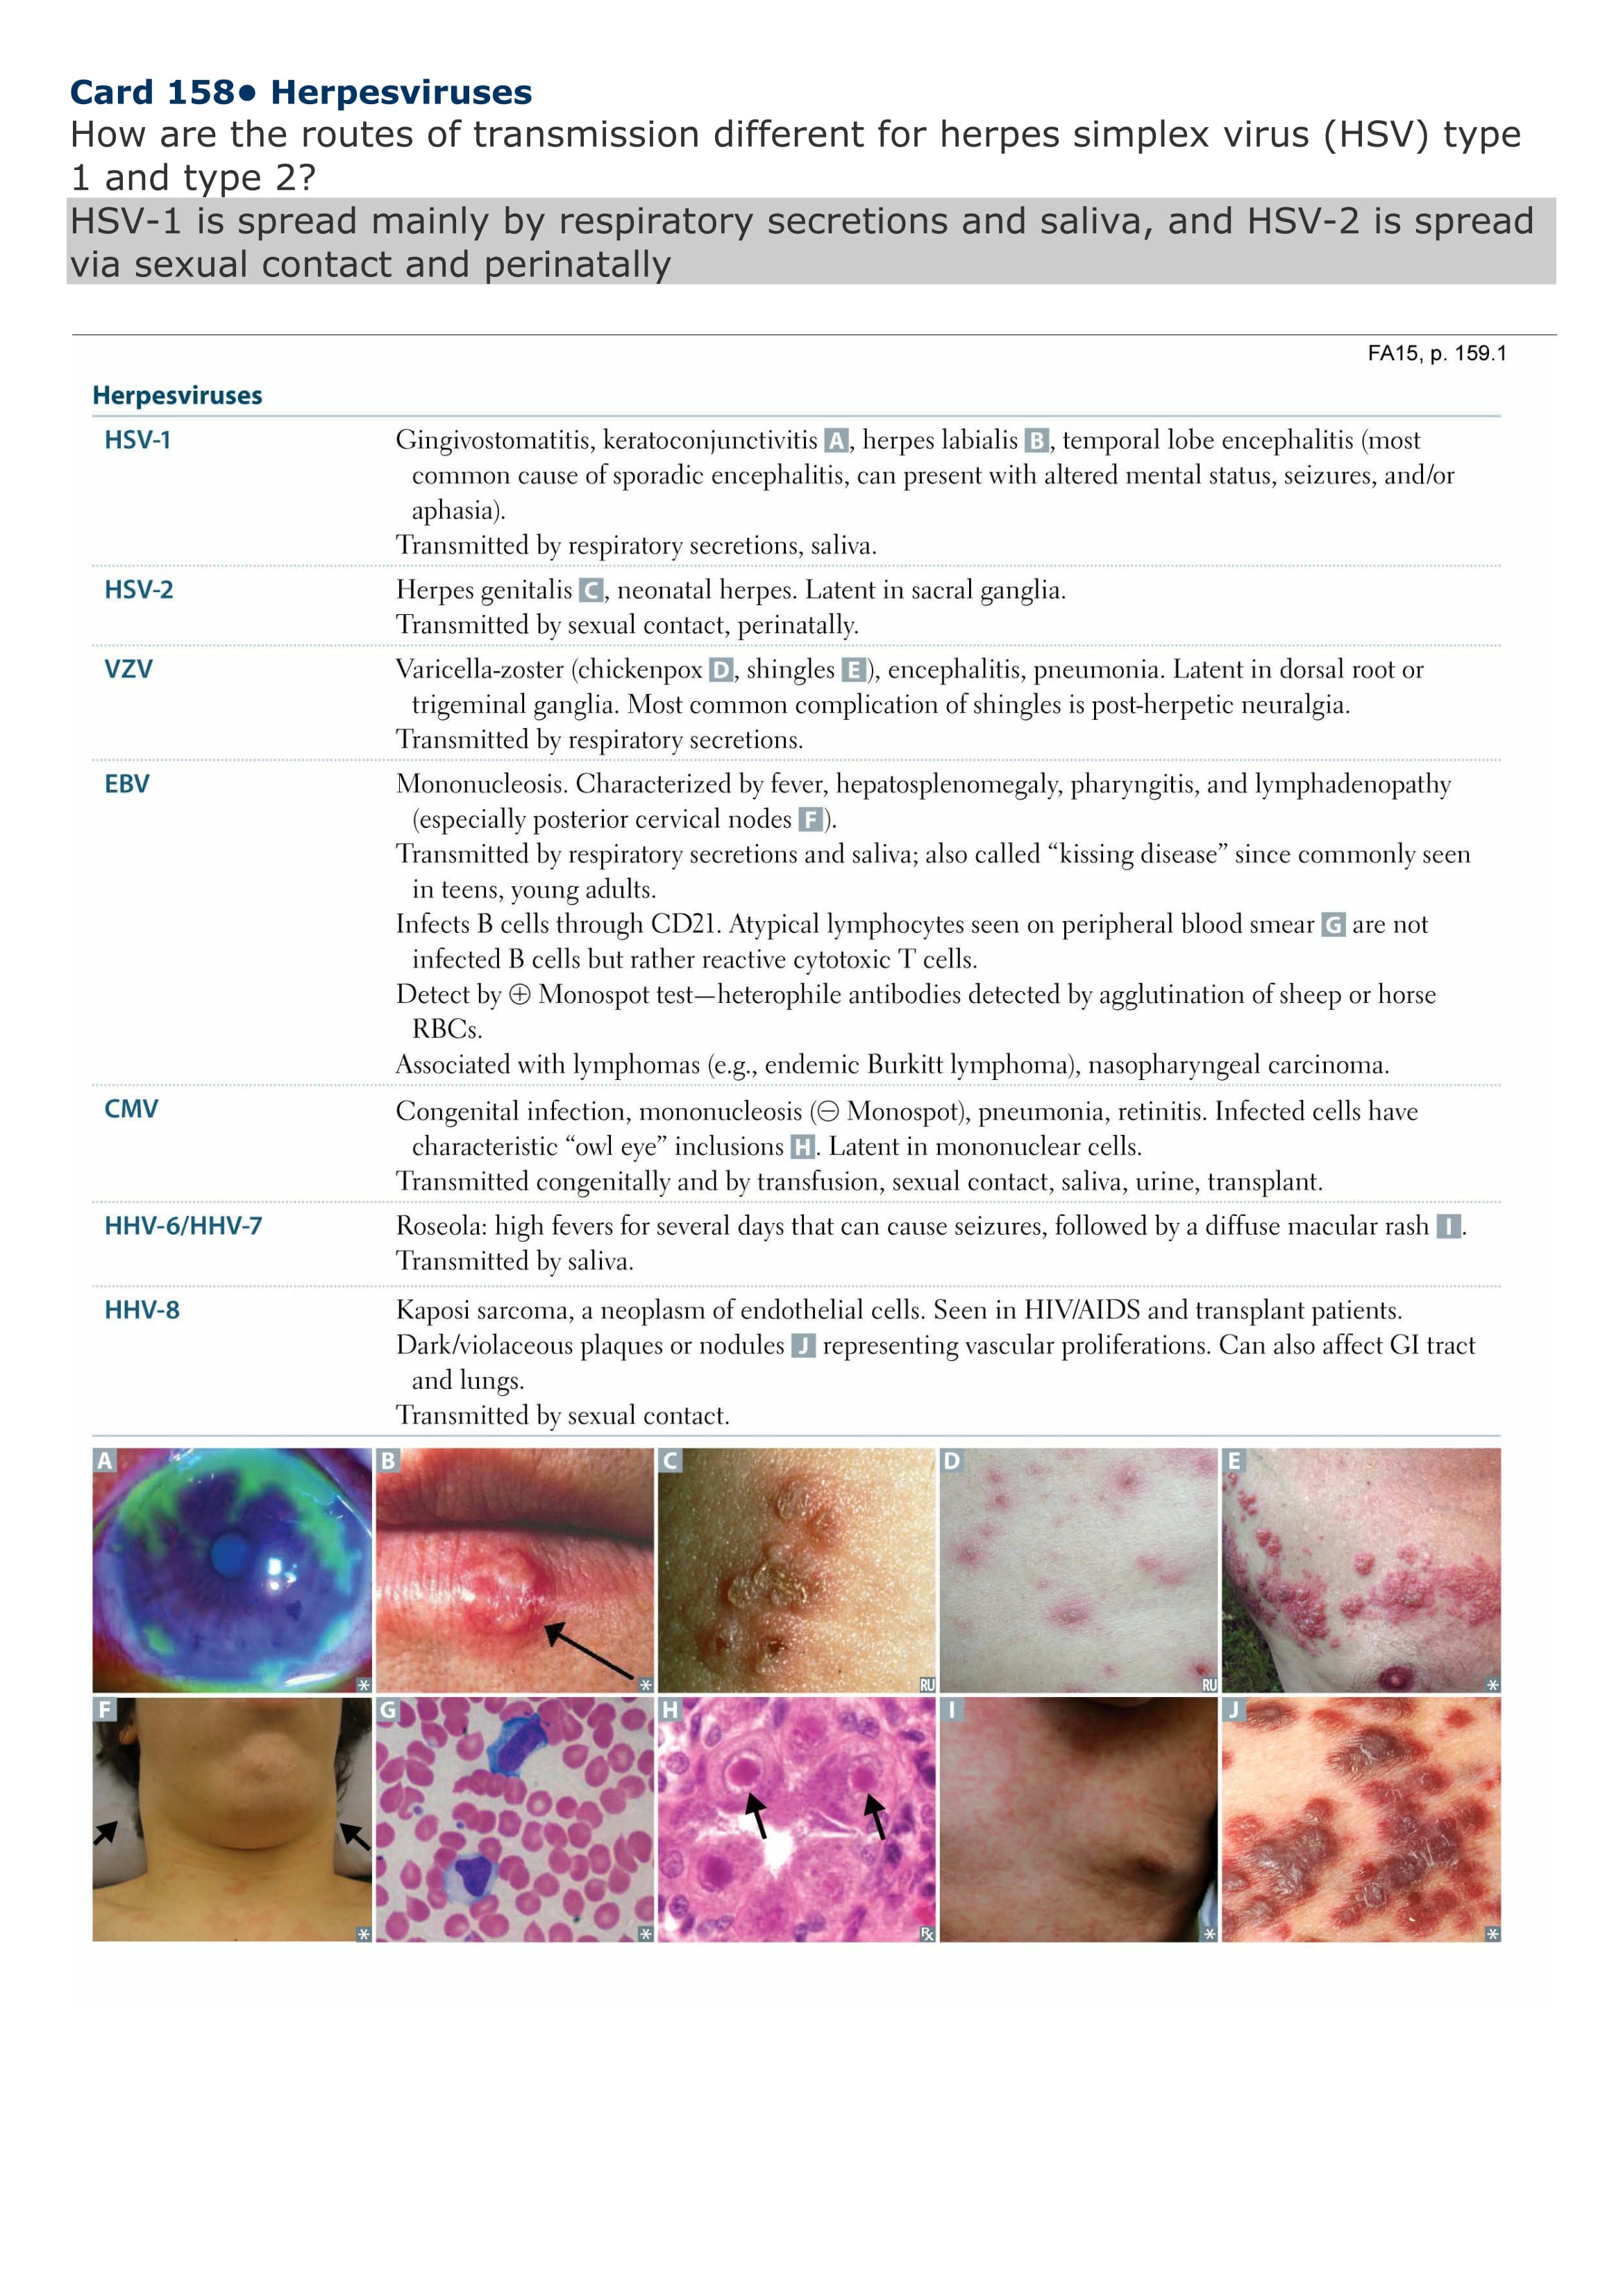 Card 158● Herpesviruses
How are the routes of transmission different for herpes simplex virus (HSV) type
1 and type 2?
HSV-1 is spread mainly by respiratory secretions and saliva, and HSV-2 is spread
via sexual contact and perinatally
FA15, p. 159.1
Herpesviruses
HSV-1
Gingivostomatitis, keratoconjunctivitis A, herpes labialis B, temporal lobe encephalitis (most
common cause of sporadic encephalitis, can present with altered mental status, seizures, and/or
aphasia).
Transmitted by respiratory secretions, saliva.
HSV-2
Herpes genitalis C, neonatal herpes. Latent in sacral ganglia.
Transmitted by sexual contact, perinatally.
VZV
Varicella-zoster (chickenpox D, shingles E), encephalitis, pneumonia. Latent in dorsal root or
trigeminal ganglia. Most common complication of shingles is post-herpetic neuralgia.
Transmitted by respiratory secretions.
EBV
Mononucleosis. Characterized by fever, hepatosplenomegaly, pharyngitis, and lymphadenopathy
(especially posterior cervical nodes F).
Transmitted by respiratory secretions and saliva; also called “kissing disease” since commonly seen
in teens, young adults.
Infects B cells through CD21. Atypical lymphocytes seen on peripheral blood smear G are not
infected B cells but rather reactive cytotoxic T cells.
Detect by ⊕ Monospot test—heterophile antibodies detected by agglutination of sheep or horse
RBCs.
Associated with lymphomas (e.g., endemic Burkitt lymphoma), nasopharyngeal carcinoma.
CMV
Congenital infection, mononucleosis (⊖ Monospot), pneumonia, retinitis. Infected cells have
characteristic “owl eye” inclusions H. Latent in mononuclear cells.
Transmitted congenitally and by transfusion, sexual contact, saliva, urine, transplant.
HHV-6/HHV-7
Roseola: high fevers for several days that can cause seizures, followed by a diffuse macular rash I.
Transmitted by saliva.
HHV-8
Kaposi sarcoma, a neoplasm of endothelial cells. Seen in HIV/AIDS and transplant patients.
Dark/violaceous plaques or nodules J representing vascular proliferations. Can also affect GI tract
and lungs.
Transmitted by sexual contact.
A B C D E
* * RU RU *
F G H I J
* * ℞ * *